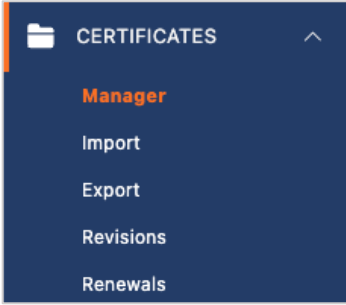 CERTIFICATES
Manager
Import
Export
Revisions
Renewals